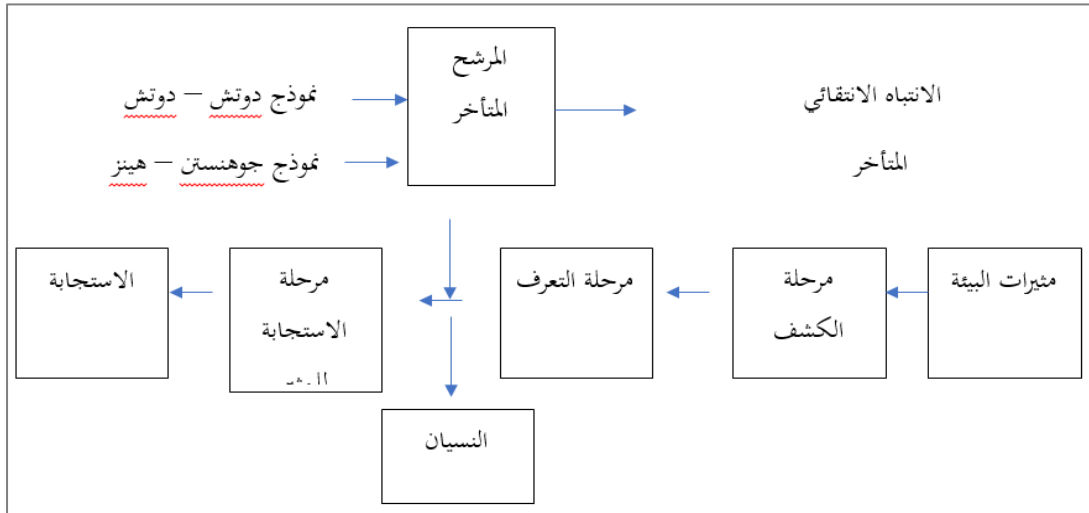 المرشح
المتأخر
الانتباه الانتقائي
المتأخر
نموذج دوتش – دوتش
نموذج جوهنستن – هينز
مثيرات البيئة
مرحلة
الكشف
مرحلة التعرف
مرحلة
الاستجابة
الاستجابة
النسيان